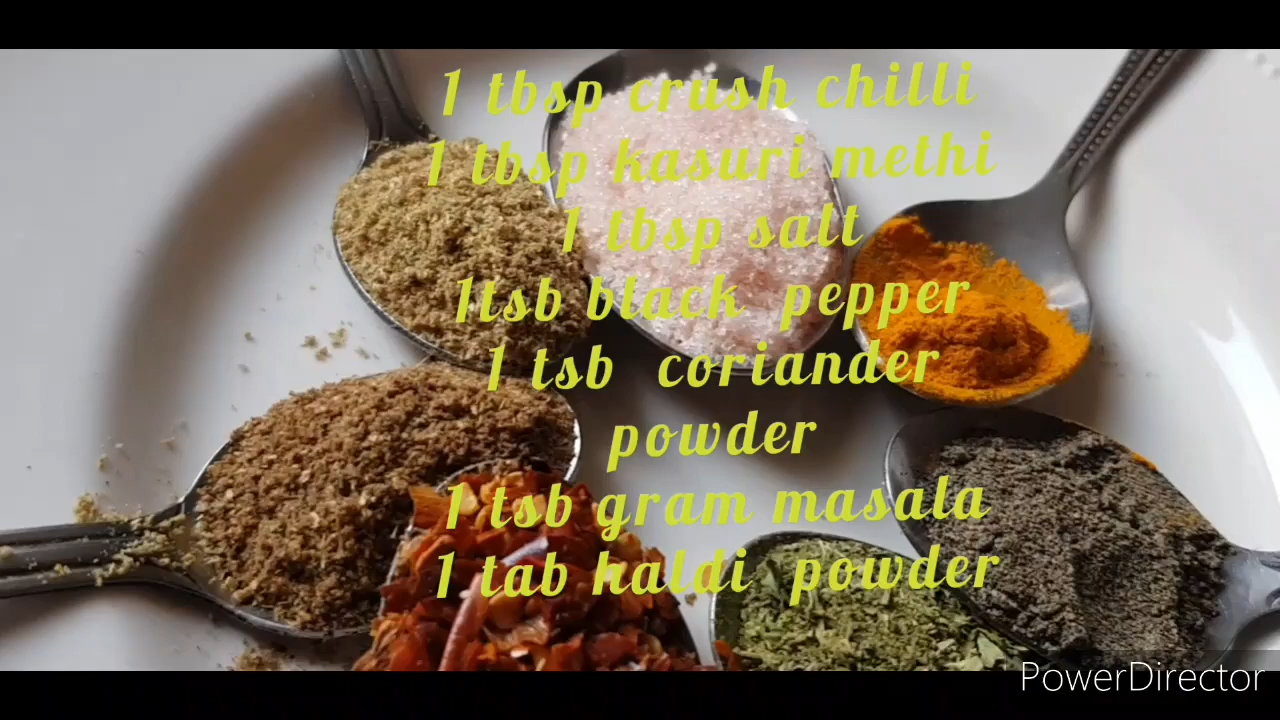 1 tbsp crush chilli
1 tbsp kasuri methi
1 tbsp salt
1tsb black pepper
1 tsb coriander
powder
1 tsb gram masala
1 tab haldi powder
PowerDirector